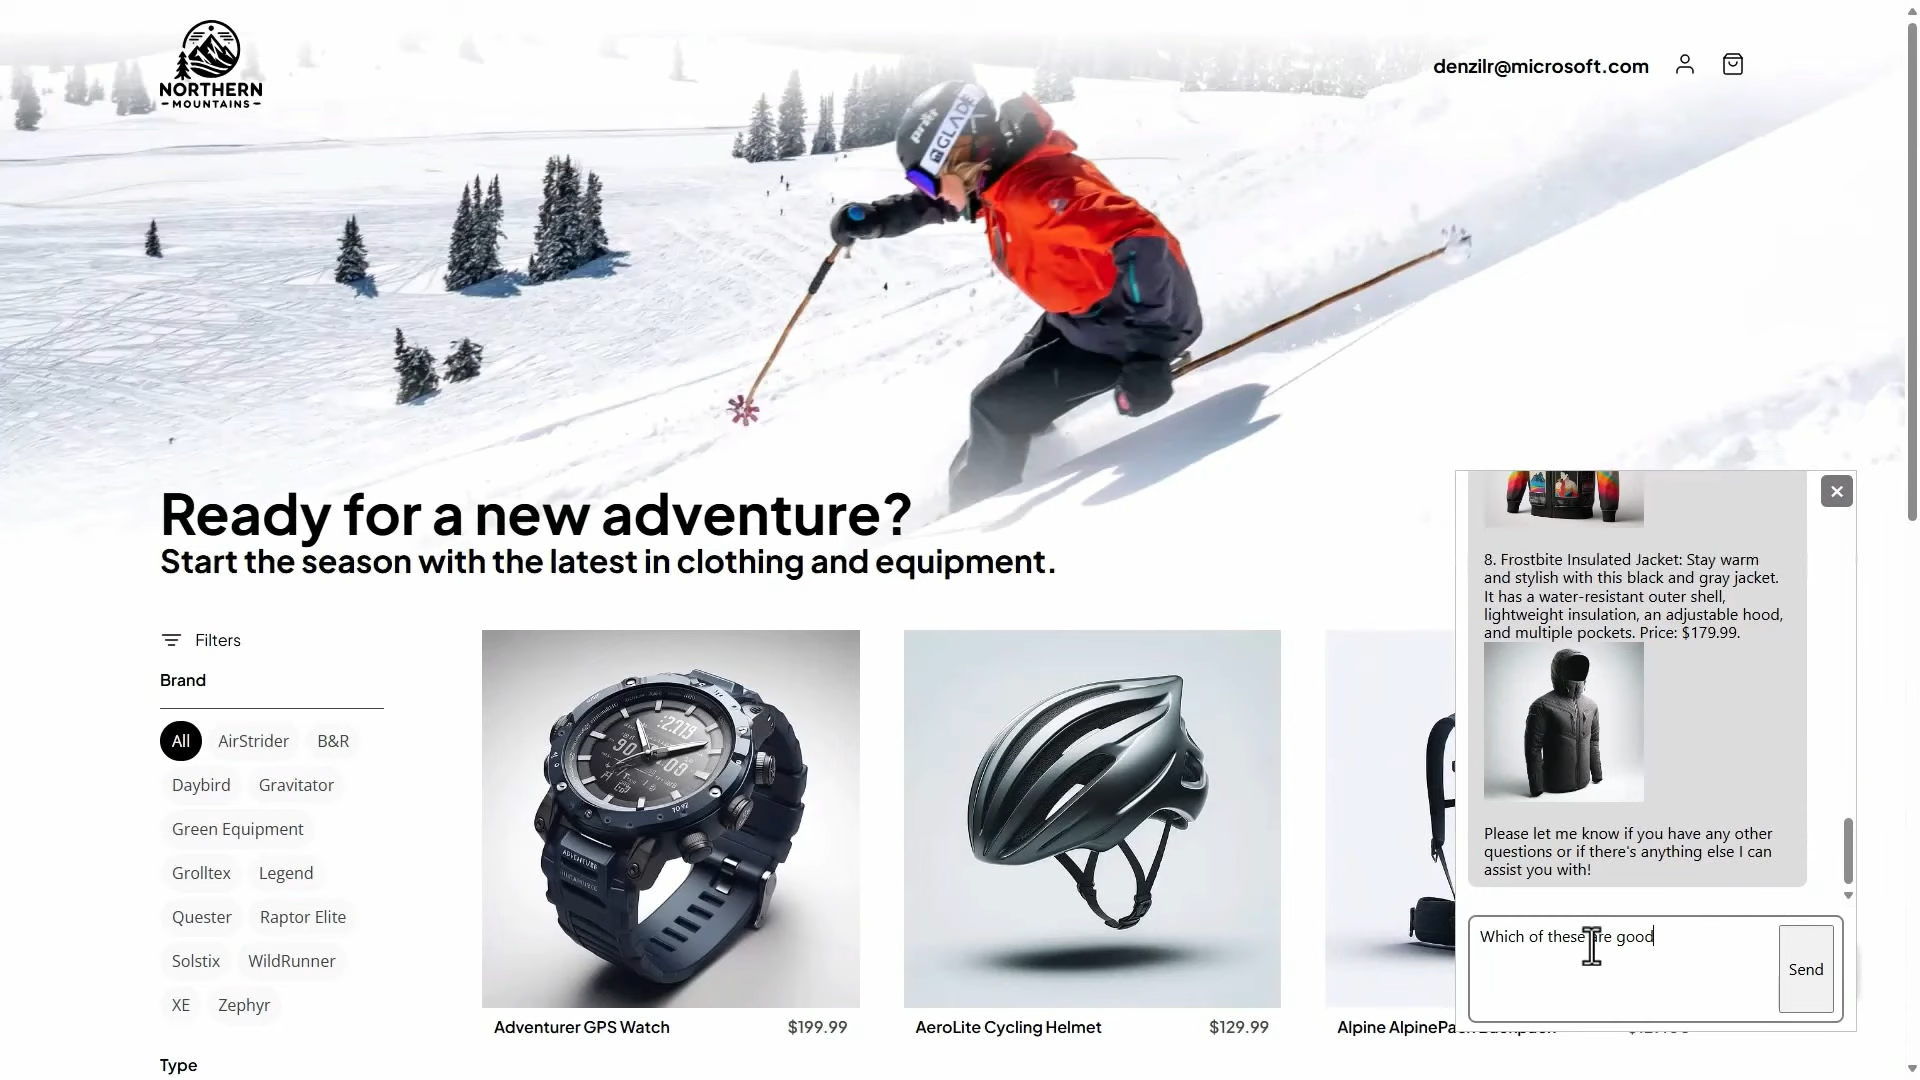 NORTHERN
MOUNTAINS
denzilr@microsoft.com
GLADE
Ready for a new adventure?
Start the season with the latest in clothing and equipment.
8. Frostbite Insulated Jacket: Stay warm
and stylish with this black and gray jacket.
It has a water-resistant outer shell,
lightweight insulation, an adjustable hood,
and multiple pockets. Price: $179.99.
Please let me know if you have any other
questions or if there's anything else I can
assist you with!
Which of these are good
Send
Filters
Brand
All AirStrider B&R
Daybird Gravitator
Green Equipment
Grolltex Legend
Quester Raptor Elite
Solstix WildRunner
XE Zephyr
Type
ADVENTURE
Adventurer GPS Watch $199.99
AeroLite Cycling Helmet $129.99
Alpine AlpinePack Backpack